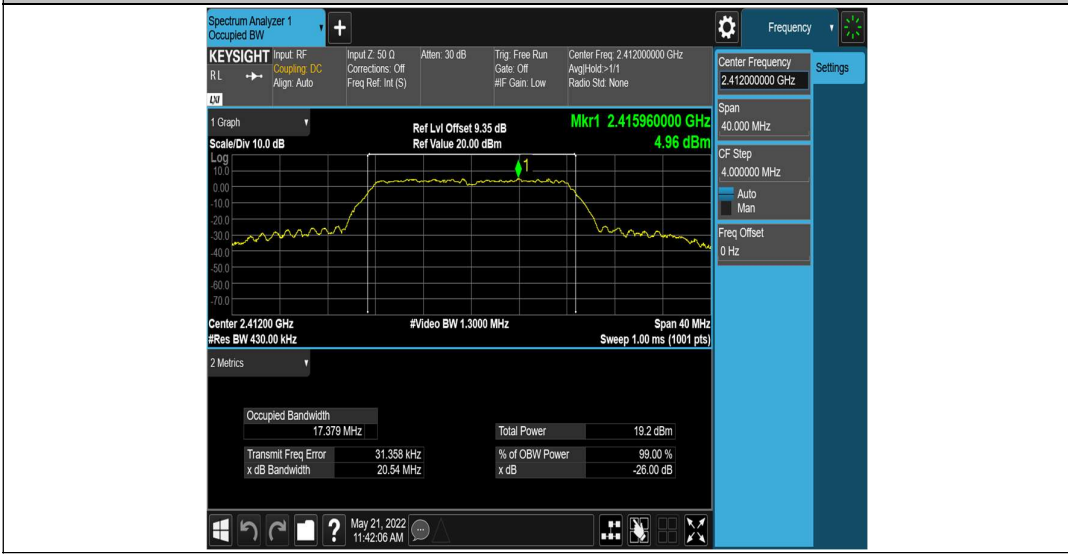 Spectrum Analyzer 1
Occupied BW
+
Frequency
KEYSIGHT
R L
LXI
Input: RF
Coupling: DC
Align: Auto
Input Z: 50 Ω
Corrections: Off
Freq Ref: Int (S)
Atten: 30 dB
Trig: Free Run
Gate: Off
#IF Gain: Low
Center Freq: 2.412000000 GHz
Avg|Hold:>1/1
Radio Std: None
Center Frequency
2.412000000 GHz
Settings
Span
40.000 MHz
CF Step
4.000000 MHz
Auto
Man
Freq Offset
0 Hz
1 Graph
Scale/Div 10.0 dB
Ref Lvl Offset 9.35 dB
Ref Value 20.00 dBm
Mkr1 2.415960000 GHz
4.96 dBm
Log
10.0
0.00
-10.0
-20.0
-30.0
-40.0
-50.0
-60.0
-70.0
1
Center 2.41200 GHz
#Res BW 430.00 kHz
#Video BW 1.3000 MHz
Span 40 MHz
Sweep 1.00 ms (1001 pts)
2 Metrics
Occupied Bandwidth
17.379 MHz
Transmit Freq Error 31.358 kHz
x dB Bandwidth 20.54 MHz
Total Power 19.2 dBm
% of OBW Power 99.00 %
x dB -26.00 dB
?
May 21, 2022
11:42:06 AM